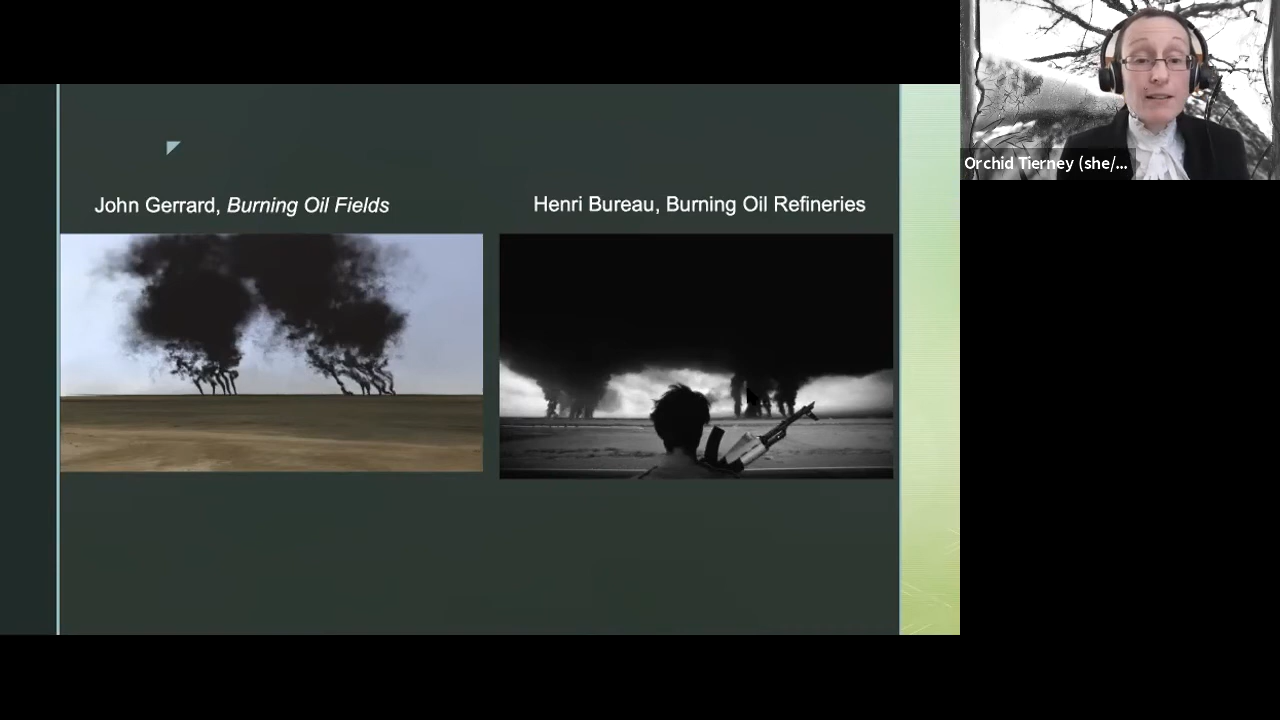 John Gerrard, Burning Oil Fields
Henri Bureau, Burning Oil Refineries
Orchid Tierney (she/...